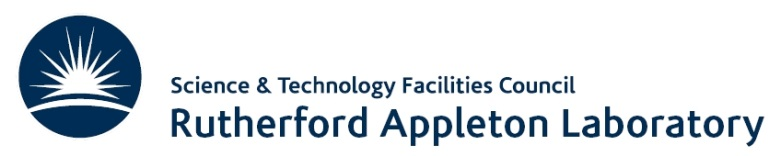 Science & Technology Facilities Council
Rutherford Appleton Laboratory